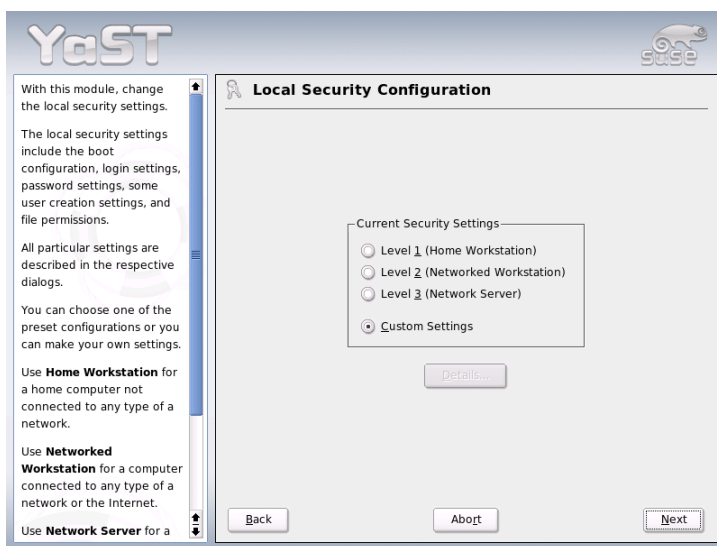 YaST
SUSE
With this module, change
the local security settings.
The local security settings
include the boot
configuration, login settings,
password settings, some
user creation settings, and
file permissions.
All particular settings are
described in the respective
dialogs.
You can choose one of the
preset configurations or you
can make your own settings.
Use Home Workstation for
a home computer not
connected to any type of a
network.
Use Networked
Workstation for a computer
connected to any type of a
network or the Internet.
Use Network Server for a
Local Security Configuration
Current Security Settings
Level 1 (Home Workstation)
Level 2 (Networked Workstation)
Level 3 (Network Server)
Custom Settings
Details...
Back
Abort
Next